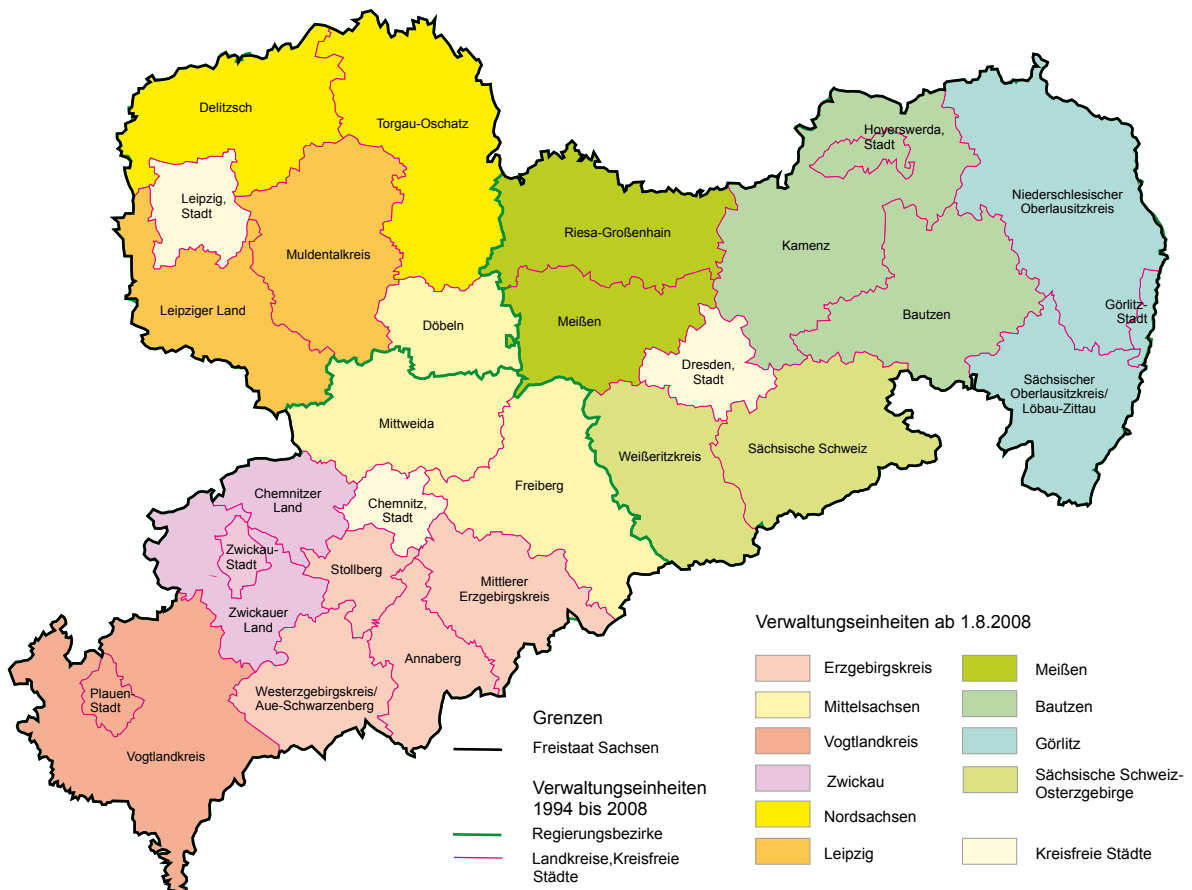 Delitzsch
Torgau-Oschatz
Hoyerswerda,
Stadt
Leipzig,
Stadt
Niederschlesischer
Oberlausitzkreis
Riesa-Großenhain
Kamenz
Muldentalkreis
Leipziger Land
Döbeln
Meißen
Bautzen
Görlitz-
Stadt
Dresden,
Stadt
Sächsischer
Oberlausitzkreis/
Löbau-Zittau
Mittweida
Weißeritzkreis
Sächsische Schweiz
Freiberg
Chemnitzer
Land
Chemnitz,
Stadt
Zwickau-
Stadt
Stollberg
Mittlerer
Erzgebirgskreis
Zwickauer
Land
Annaberg
Westerzgebirgskreis/
Aue-Schwarzenberg
Plauen-
Stadt
Vogtlandkreis
Grenzen
Freistaat Sachsen
Verwaltungseinheiten
1994 bis 2008
Regierungsbezirke
Landkreise,Kreisfreie
Städte
Verwaltungseinheiten ab 1.8.2008
Erzgebirgskreis
Mittelsachsen
Vogtlandkreis
Zwickau
Nordsachsen
Leipzig
Meißen
Bautzen
Görlitz
Sächsische Schweiz-
Osterzgebirge
Kreisfreie Städte